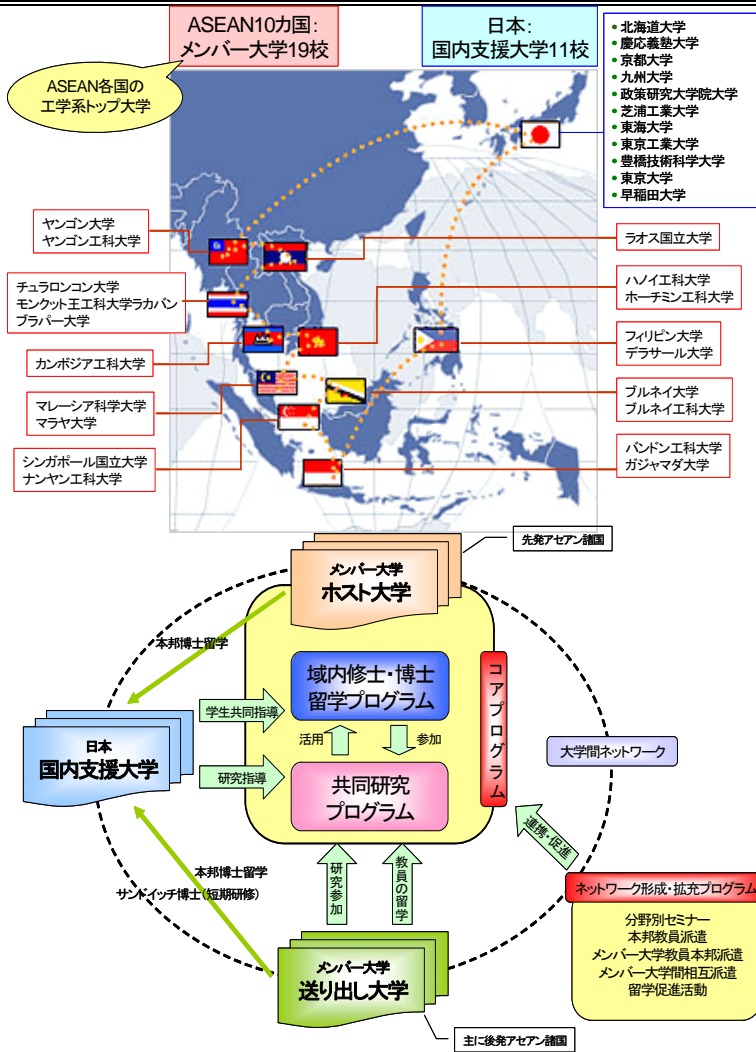 ASEAN10カ国：
メンバー大学19校
日本：
国内支援大学11校
ASEAN各国の
工学系トップ大学
• 北海道大学
• 慶応義塾大学
• 京都大学
• 九州大学
• 政策研究大学院大学
• 芝浦工業大学
• 東海大学
• 東京工業大学
• 豊橋技術科学大学
• 東京大学
• 早稲田大学
ヤンゴン大学
ヤンゴン工科大学
ラオス国立大学
チュラロンコン大学
モンクット王工科大学ラカバン
ブラパー大学
ハノイ工科大学
ホーチミン工科大学
カンボジア工科大学
フィリピン大学
デラサール大学
マレーシア科学大学
マラヤ大学
ブルネイ大学
ブルネイ工科大学
シンガポール国立大学
ナンヤン工科大学
バンドン工科大学
ガジャマダ大学
先発アセアン諸国
メンバー大学
ホスト大学
本邦博士留学
域内修士・博士
留学プログラム
コアプログラム
学生共同指導
活用
参加
日本
国内支援大学
大学間ネットワーク
研究指導
共同研究
プログラム
連携・促進
本邦博士留学
サンドイッチ博士(短期研修)
研究参加
教員の留学
ネットワーク形成・拡充プログラム
分野別セミナー
本邦教員派遣
メンバー大学教員本邦派遣
メンバー大学間相互派遣
留学促進活動
メンバー大学
送り出し大学
主に後発アセアン諸国